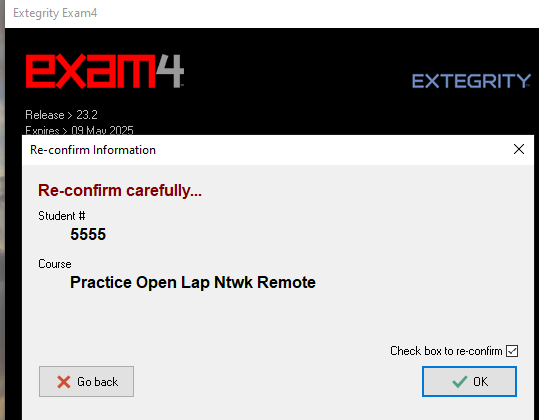 Extegrity Exam4
exam4
EXTEGRITY
Release > 23.2
Expires > 09 May 2025
Re-confirm Information
Re-confirm carefully...
Student #
5555
Course
Practice Open Lap Ntwk Remote
Check box to re-confirm
Go back
OK